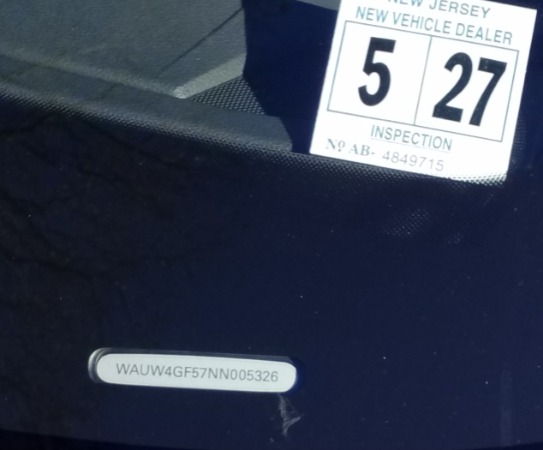 NEW JERSEY
NEW VEHICLE DEALER
5 27
INSPECTION
Nº AB- 4849715
WAUW4GF57NN005326